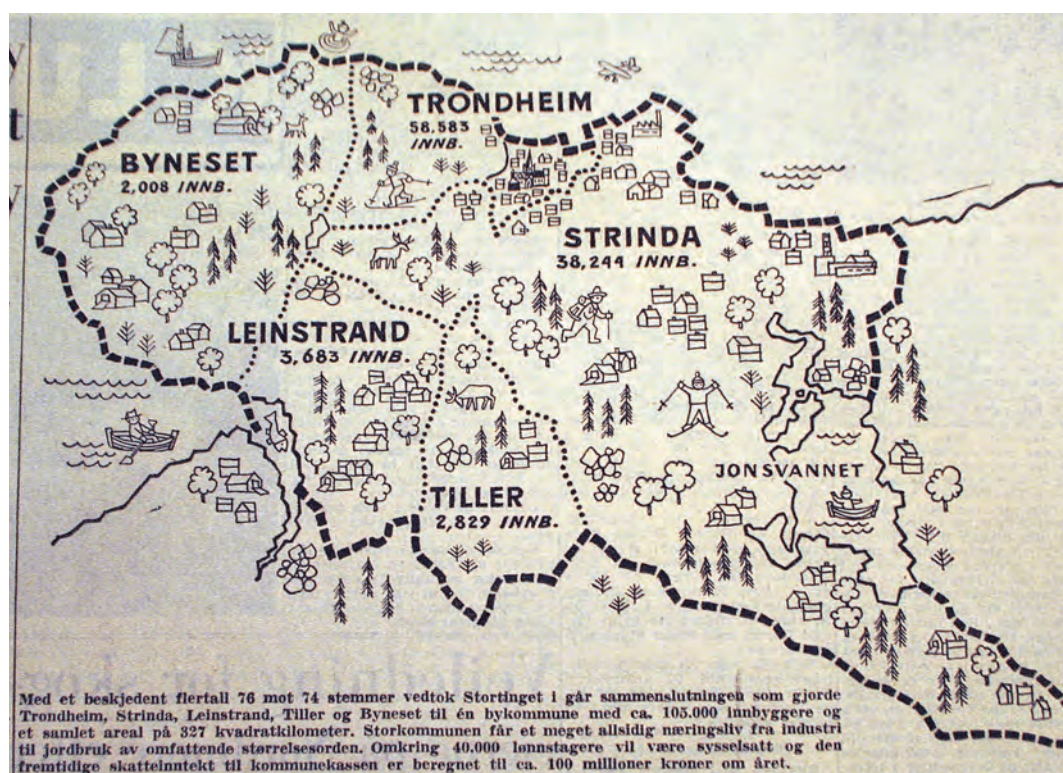 TRONDHEIM
58.583
INNB.
BYNESET
2,008 INNB.
STRINDA
38,244 INNB.
LEINSTRAND
3,683 INNB.
JONSVANNET
TILLER
2,829 INNB.
Med et beskjedent flertall 76 mot 74 stemmer vedtok Stortinget i går sammenslutningen som gjorde
Trondheim, Strinda, Leinstrand, Tiller og Byneset til én bykommune med ca. 105.000 innbyggere og
et samlet areal på 327 kvadratkilometer. Storkommunen får et meget allsidig næringsliv fra industri
til jordbruk av omfattende størrelsesorden. Omkring 40.000 lønnstagere vil være sysselsatt og den
fremtidige skatteinntekt til kommunekassen er beregnet til ca. 100 millioner kroner om året.